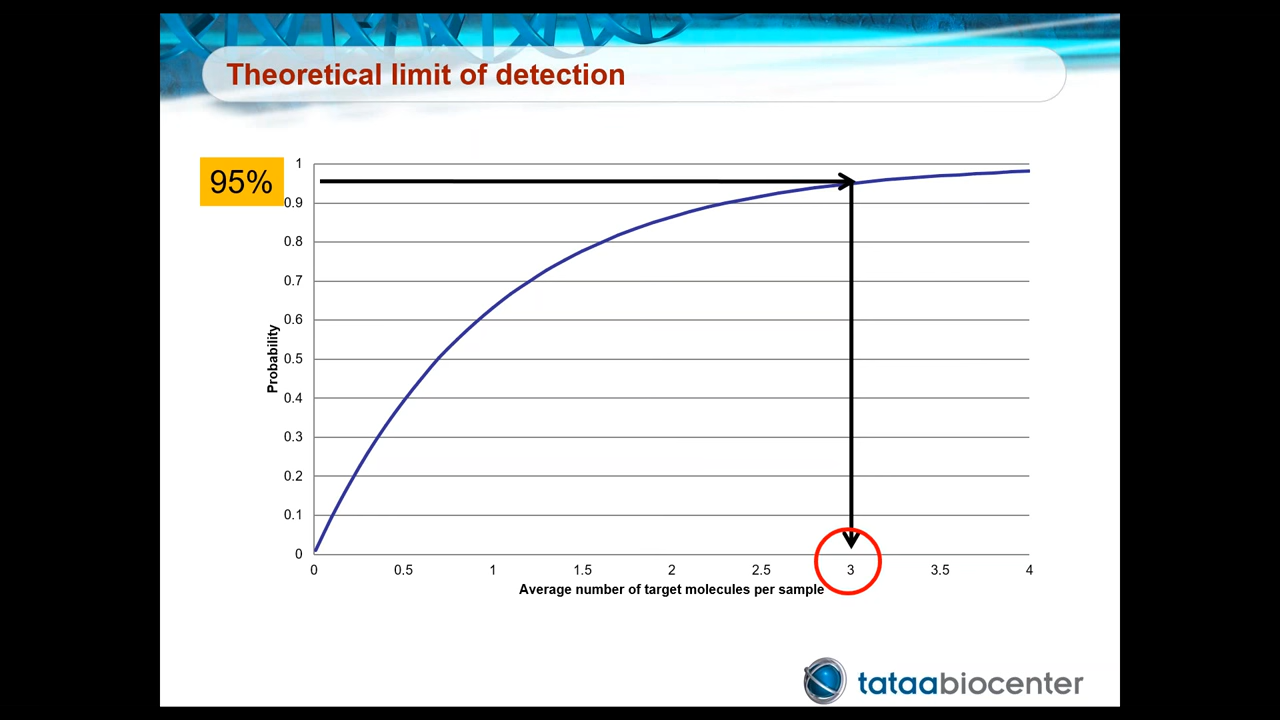 Theoretical limit of detection
95%
1
0.9
0.8
0.7
0.6
0.5
0.4
0.3
0.2
0.1
0
Probability
0 0.5 1 1.5 2 2.5 3 3.5 4
Average number of target molecules per sample
tataabiocenter